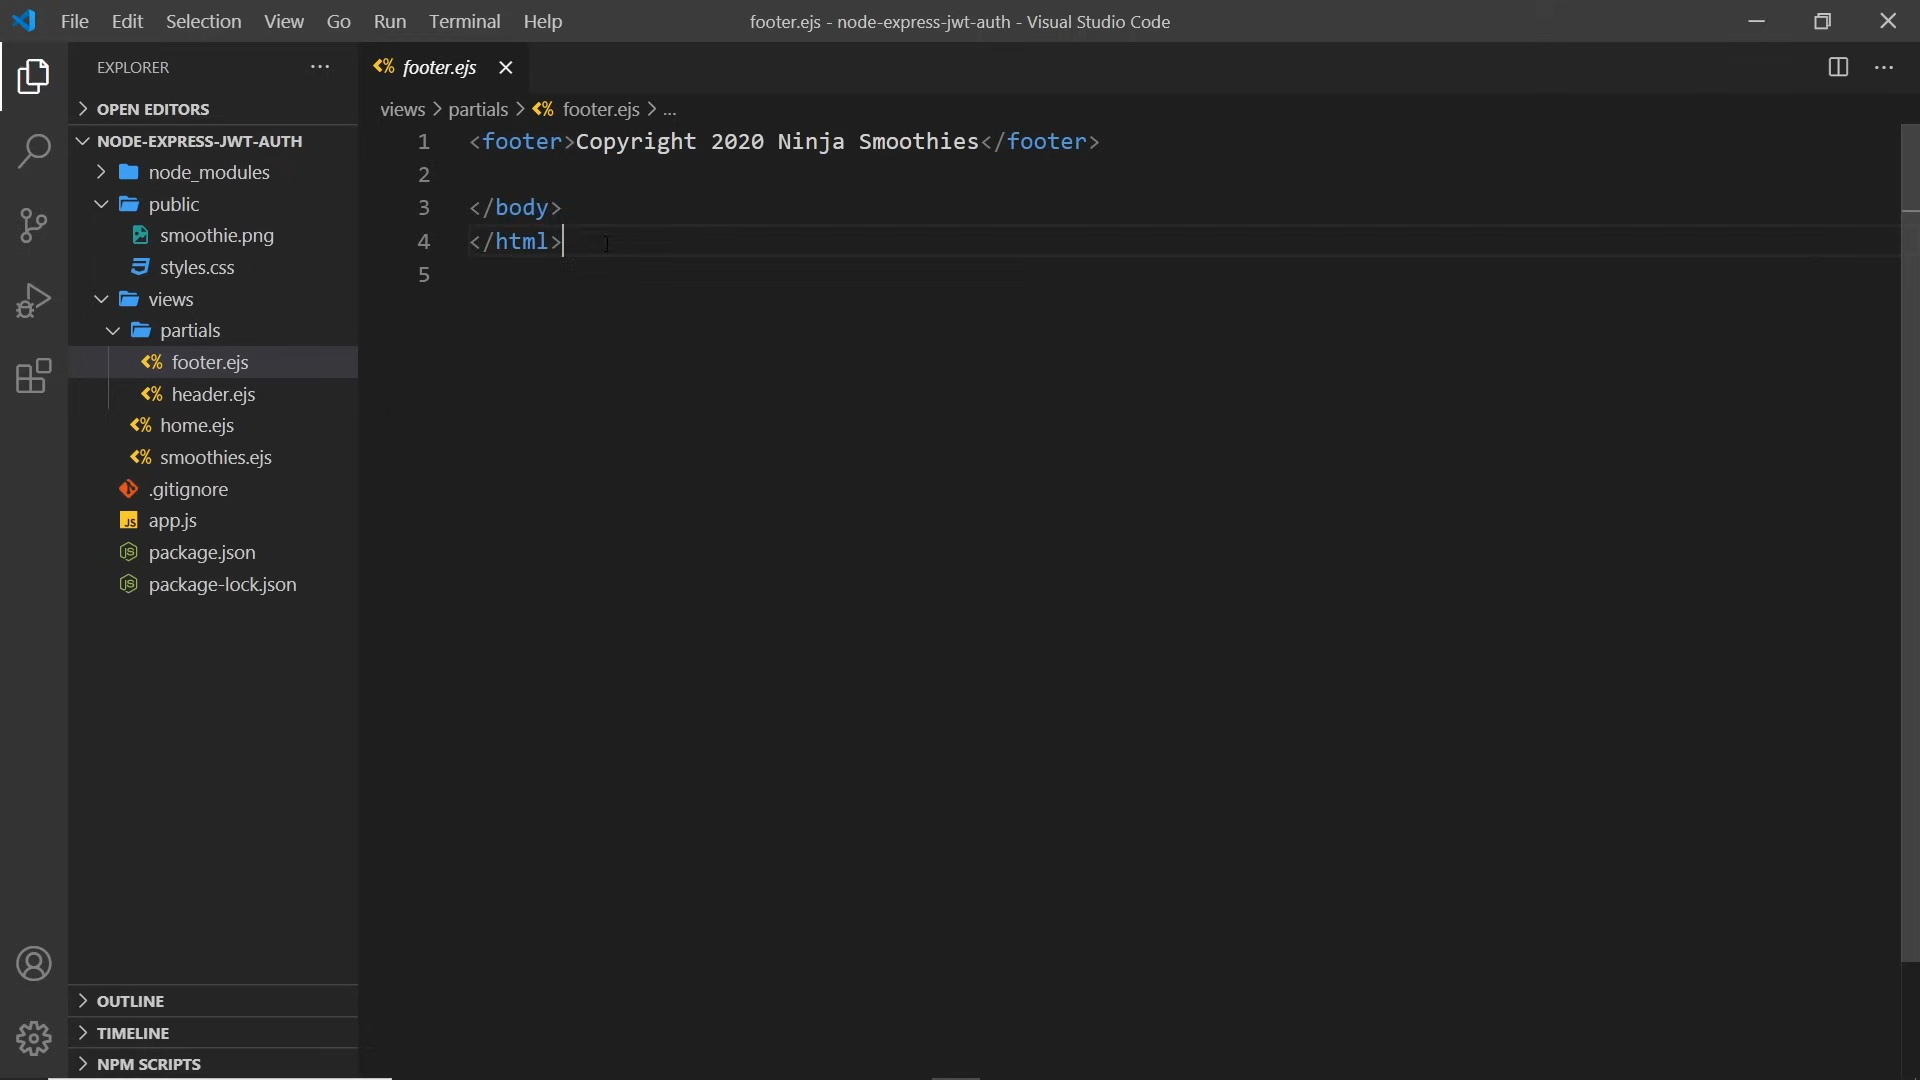 File Edit Selection View Go Run Terminal Help
footer.ejs - node-express-jwt-auth - Visual Studio Code
EXPLORER
OPEN EDITORS
NODE-EXPRESS-JWT-AUTH
node_modules
public
smoothie.png
styles.css
views
partials
footer.ejs
header.ejs
home.ejs
smoothies.ejs
.gitignore
app.js
package.json
package-lock.json
OUTLINE
TIMELINE
NPM SCRIPTS
footer.ejs
views > partials > footer.ejs > ...
1 <footer>Copyright 2020 Ninja Smoothies</footer>
2
3 </body>
4 </html>
5